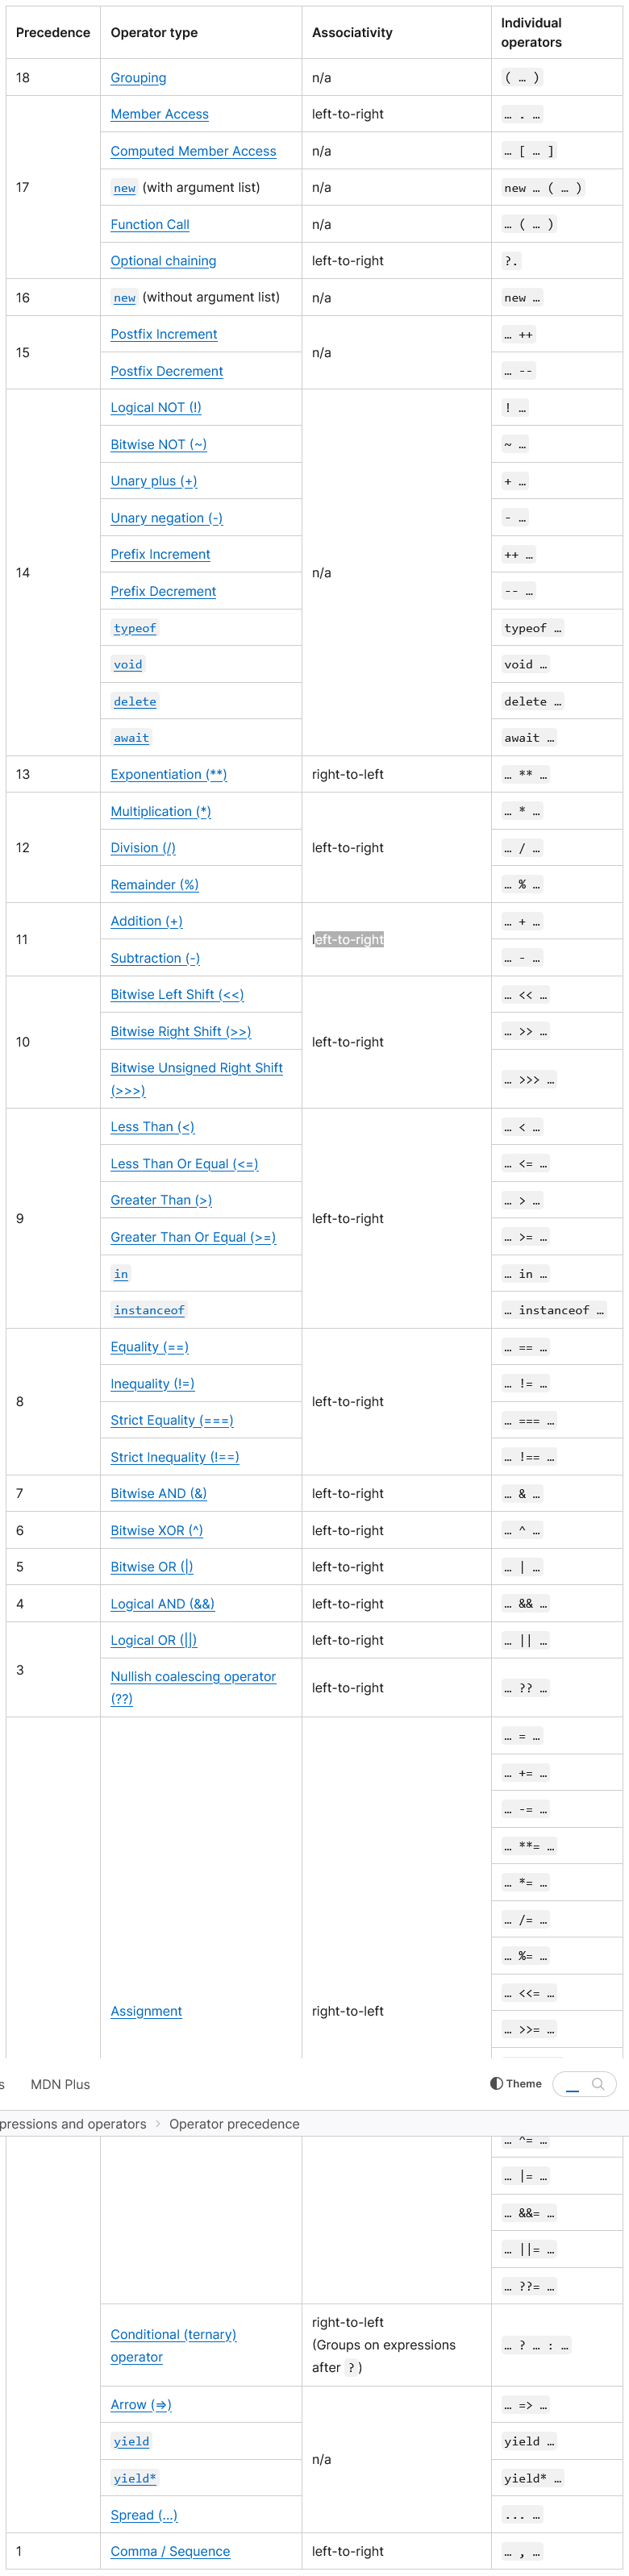 Precedence Operator type Associativity Individual operators
18 Grouping n/a ( … )
17 Member Access left-to-right … . …
Computed Member Access n/a … [ … ]
new (with argument list) n/a new … ( … )
Function Call n/a … ( … )
Optional chaining left-to-right ?.
16 new (without argument list) n/a new …
15 Postfix Increment n/a … ++
Postfix Decrement … --
14 Logical NOT (!) n/a ! …
Bitwise NOT (~) ~ …
Unary plus (+) + …
Unary negation (-) - …
Prefix Increment ++ …
Prefix Decrement -- …
typeof typeof …
void void …
delete delete …
await await …
13 Exponentiation (**) right-to-left … ** …
12 Multiplication (*) left-to-right … * …
Division (/) … / …
Remainder (%) … % …
11 Addition (+) left-to-right … + …
Subtraction (-) … - …
10 Bitwise Left Shift (<<) left-to-right … << …
Bitwise Right Shift (>>) … >> …
Bitwise Unsigned Right Shift
(>>>) … >>> …
9 Less Than (<) left-to-right … < …
Less Than Or Equal (<=) … <= …
Greater Than (>) … > …
Greater Than Or Equal (>=) … >= …
in … in …
instanceof … instanceof …
8 Equality (==) left-to-right … == …
Inequality (!=) … != …
Strict Equality (===) … === …
Strict Inequality (!==) … !== …
7 Bitwise AND (&) left-to-right … & …
6 Bitwise XOR (^) left-to-right … ^ …
5 Bitwise OR (|) left-to-right … | …
4 Logical AND (&&) left-to-right … && …
3 Logical OR (||) left-to-right … || …
Nullish coalescing operator
(??) left-to-right … ?? …
Assignment right-to-left … = …
… += …
… -= …
… **= …
… *= …
… /= …
… %= …
… <<= …
… >>= …
s MDN Plus Theme
pressions and operators > Operator precedence
… ^= …
… |= …
… &&= …
… ||= …
… ??= …
Conditional (ternary)
operator right-to-left
(Groups on expressions
after ?) … ? … : …
Arrow (=>) n/a … => …
yield yield …
yield* yield* …
Spread (...) ... …
1 Comma / Sequence left-to-right … , …